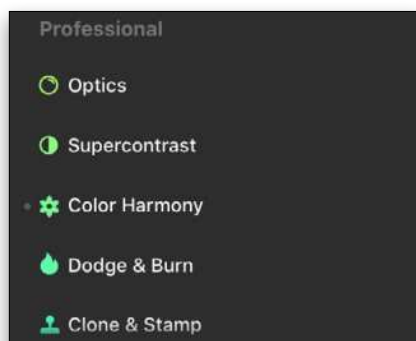 Professional
Optics
Supercontrast
Color Harmony
Dodge & Burn
Clone & Stamp